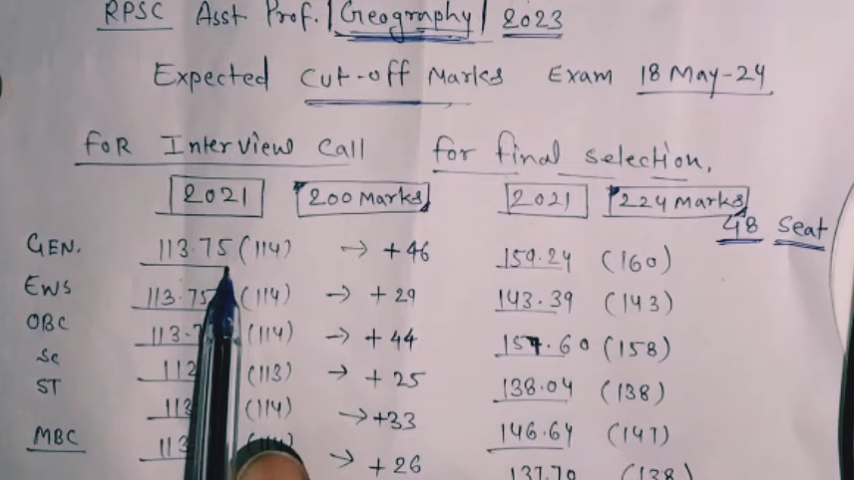 RPSC Asst Prof. | Geography | 2023
Expected Cut-off Marks Exam 18 May-24
FOR Interview Call for final selection.
2021 200 Marks 2021 224 Marks
48 Seat
GEN. 113.75 (114) → +46 159.24 (160)
EWS 113.75 (114) → +29 143.39 (143)
OBC → +44 157.60 (158)
SC (113) → +25 138.04 (138)
ST (114) → +33 146.64 (147)
MBC → +26 137.70 (138)